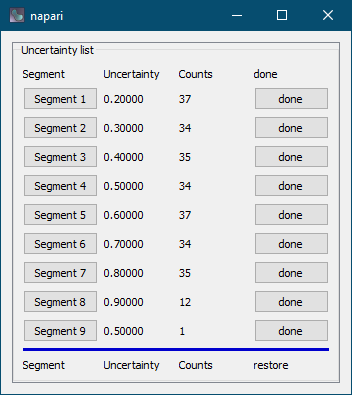 napari
Uncertainty list
Segment Uncertainty Counts done
Segment 1 0.20000 37 done
Segment 2 0.30000 34 done
Segment 3 0.40000 35 done
Segment 4 0.50000 34 done
Segment 5 0.60000 37 done
Segment 6 0.70000 34 done
Segment 7 0.80000 35 done
Segment 8 0.90000 12 done
Segment 9 0.50000 1 done
Segment Uncertainty Counts restore